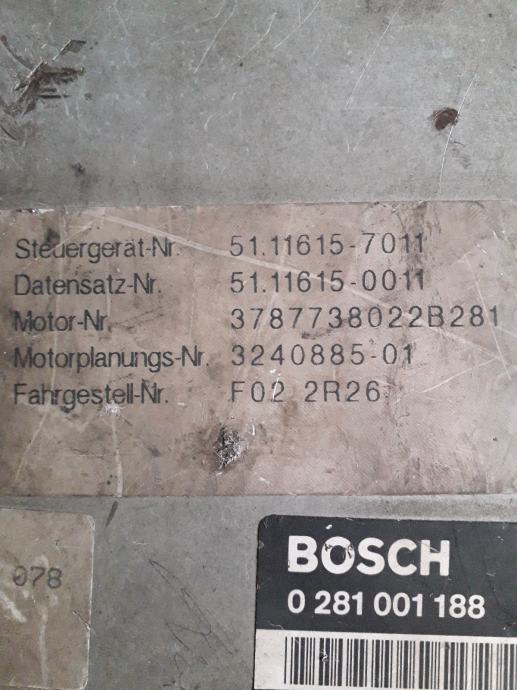 Steuergerät-Nr. 51.11615-7011
Datensatz-Nr. 51.11615-0011
Motor-Nr. 3787738022B281
Motorplanungs-Nr. 3240885-01
Fahrgestell-Nr. F02 2R26
078
BOSCH
0 281 001 188